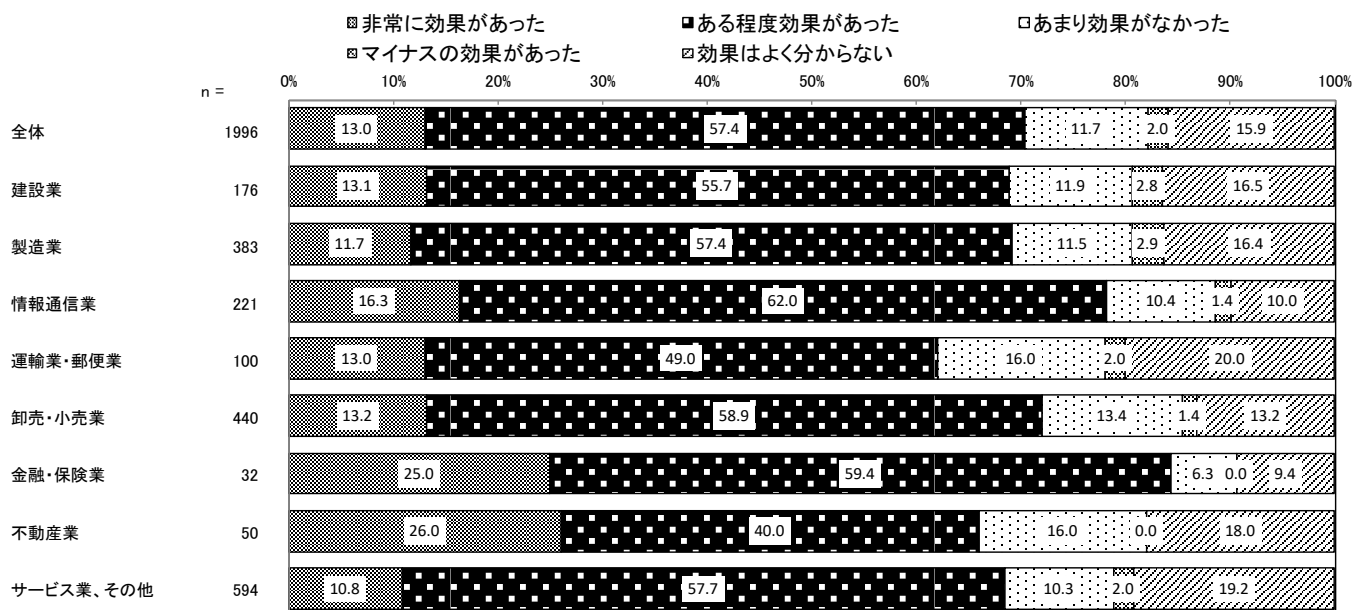 非常に効果があった ある程度効果があった あまり効果がなかった
マイナスの効果があった 効果はよく分からない
0% 10% 20% 30% 40% 50% 60% 70% 80% 90% 100%
n =
全体 1996 13.0 57.4 11.7 2.0 15.9
建設業 176 13.1 55.7 11.9 2.8 16.5
製造業 383 11.7 57.4 11.5 2.9 16.4
情報通信業 221 16.3 62.0 10.4 1.4 10.0
運輸業・郵便業 100 13.0 49.0 16.0 2.0 20.0
卸売・小売業 440 13.2 58.9 13.4 1.4 13.2
金融・保険業 32 25.0 59.4 6.3 0.0 9.4
不動産業 50 26.0 40.0 16.0 0.0 18.0
サービス業、その他 594 10.8 57.7 10.3 2.0 19.2